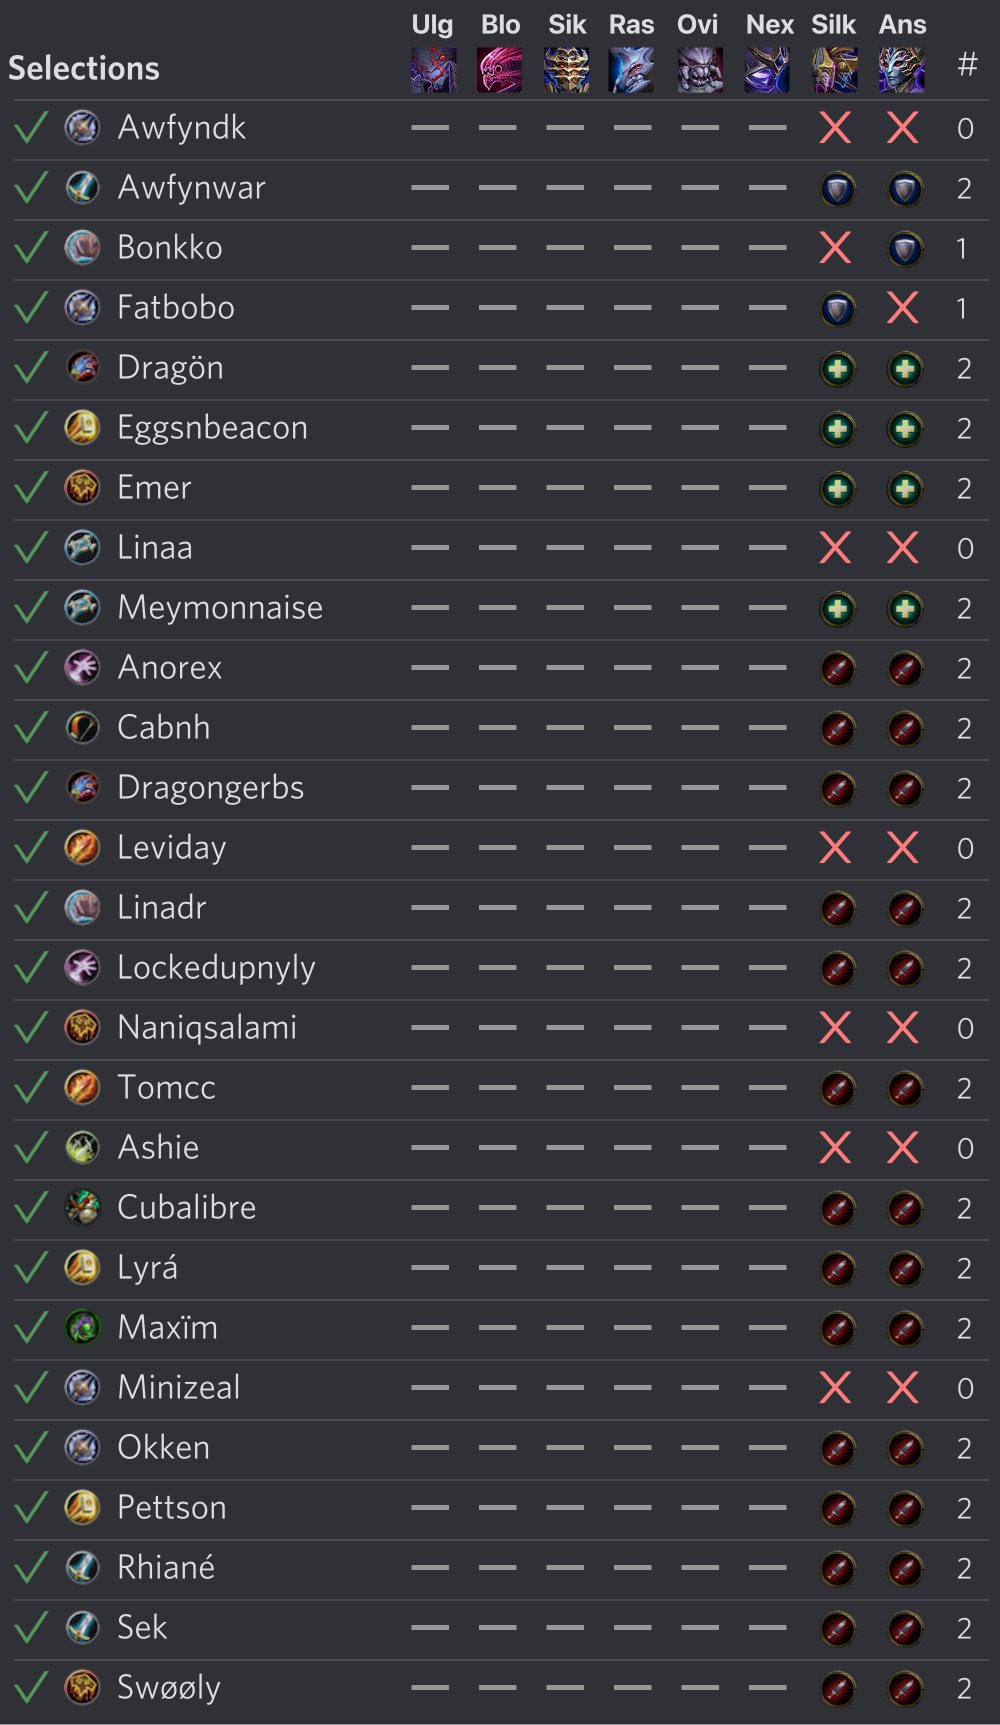 Ulg Blo Sik Ras Ovi Nex Silk Ans
Selections #
Awfyndk 0
Awfynwar 2
Bonkko 1
Fatbobo 1
Dragön 2
Eggsnbeacon 2
Emer 2
Linaa 0
Meymonnaise 2
Anorex 2
Cabnh 2
Dragongerbs 2
Leviday 0
Linadr 2
Lockedupnyly 2
Naniqsalami 0
Tomcc 2
Ashie 0
Cubalibre 2
Lyrá 2
Maxïm 2
Minizeal 0
Okken 2
Pettson 2
Rhiané 2
Sek 2
Swøøly 2